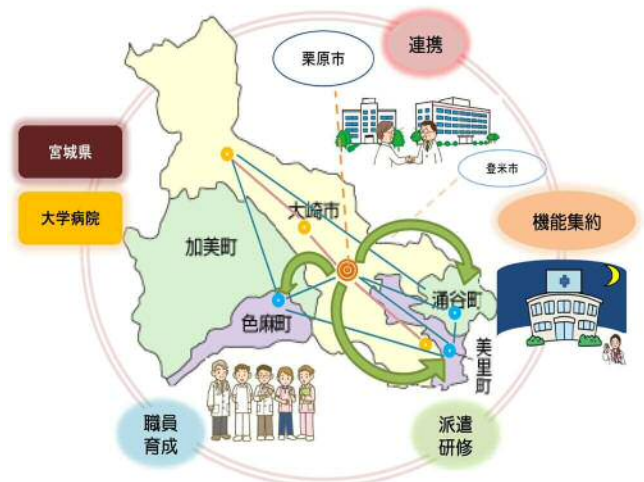 連携
栗原市
宮城県
登米市
大学病院
大崎市
機能集約
加美町
涌谷町
色麻町
美里町
職員
育成
派遣
研修